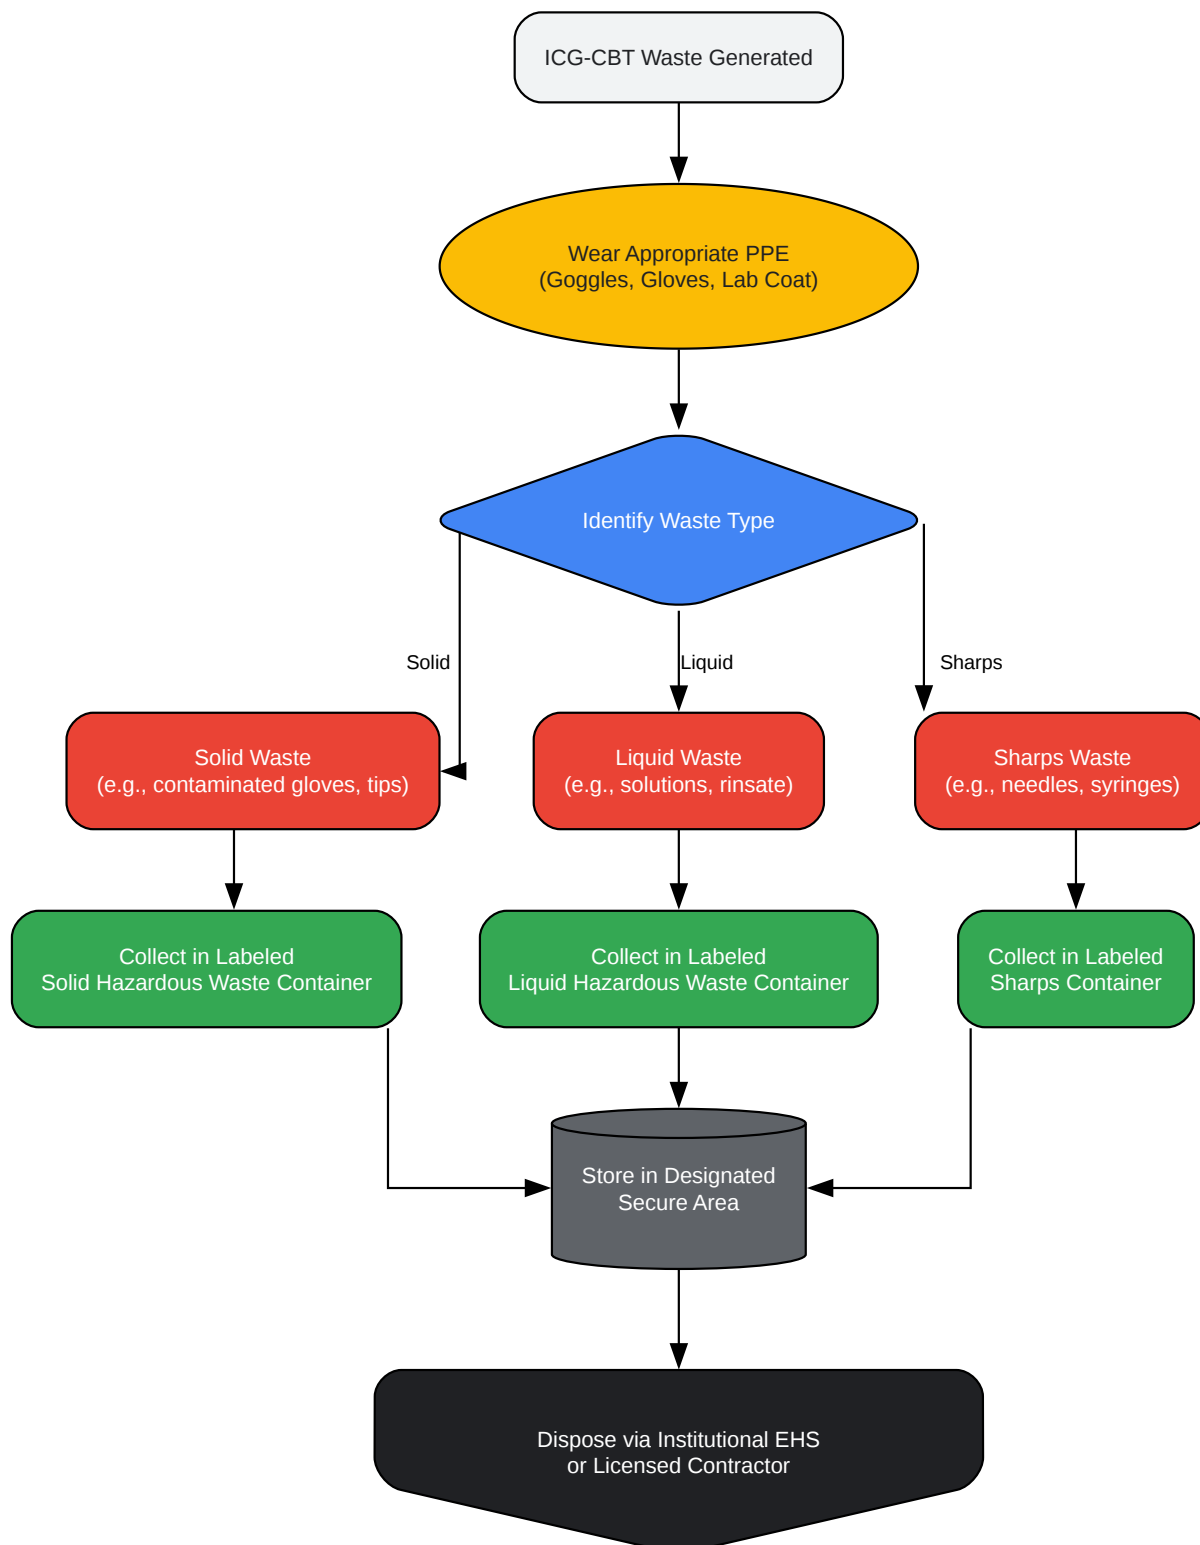 ICG-CBT Waste Generated
Wear Appropriate PPE
(Goggles, Gloves, Lab Coat)
Identify Waste Type
Solid
Liquid
Sharps
Solid Waste
(e.g., contaminated gloves, tips)
Liquid Waste
(e.g., solutions, rinsate)
Sharps Waste
(e.g., needles, syringes)
Collect in Labeled
Solid Hazardous Waste Container
Collect in Labeled
Liquid Hazardous Waste Container
Collect in Labeled
Sharps Container
Store in Designated
Secure Area
Dispose via Institutional EHS
or Licensed Contractor